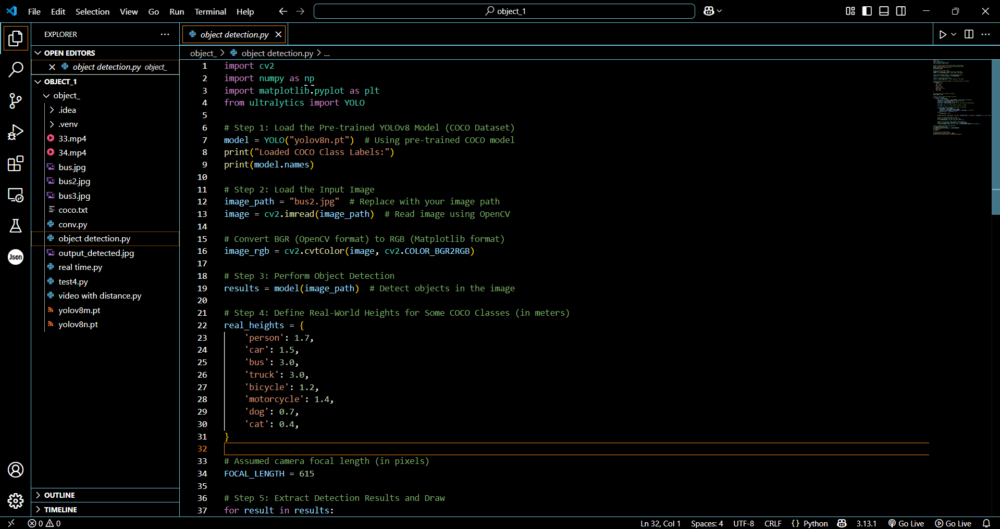 File Edit Selection View Go Run Terminal Help
object_1
EXPLORER
OPEN EDITORS
object detection.py object_
OBJECT_1
object_
.idea
.venv
33.mp4
34.mp4
bus.jpg
bus2.jpg
bus3.jpg
coco.txt
conv.py
object detection.py
output_detected.jpg
real time.py
test4.py
video with distance.py
yolov8m.pt
yolov8n.pt
OUTLINE
TIMELINE
Json
object detection.py
object_ > object detection.py > ...
1 import cv2
2 import numpy as np
3 import matplotlib.pyplot as plt
4 from ultralytics import YOLO
5
6 # Step 1: Load the Pre-trained YOLOv8 Model (COCO Dataset)
7 model = YOLO("yolov8n.pt")  # Using pre-trained COCO model
8 print("Loaded COCO Class Labels:")
9 print(model.names)
10
11 # Step 2: Load the Input Image
12 image_path = "bus2.jpg"  # Replace with your image path
13 image = cv2.imread(image_path)  # Read image using OpenCV
14
15 # Convert BGR (OpenCV format) to RGB (Matplotlib format)
16 image_rgb = cv2.cvtColor(image, cv2.COLOR_BGR2RGB)
17
18 # Step 3: Perform Object Detection
19 results = model(image_path)  # Detect objects in the image
20
21 # Step 4: Define Real-World Heights for Some COCO Classes (in meters)
22 real_heights = {
23     'person': 1.7,
24     'car': 1.5,
25     'bus': 3.0,
26     'truck': 3.0,
27     'bicycle': 1.2,
28     'motorcycle': 1.4,
29     'dog': 0.7,
30     'cat': 0.4,
31 }
32
33 # Assumed camera focal length (in pixels)
34 FOCAL_LENGTH = 615
35
36 # Step 5: Extract Detection Results and Draw
37 for result in results:
0 0
Ln 32, Col 1 Spaces: 4 UTF-8 CRLF {} Python 3.13.1 Go Live Go Live